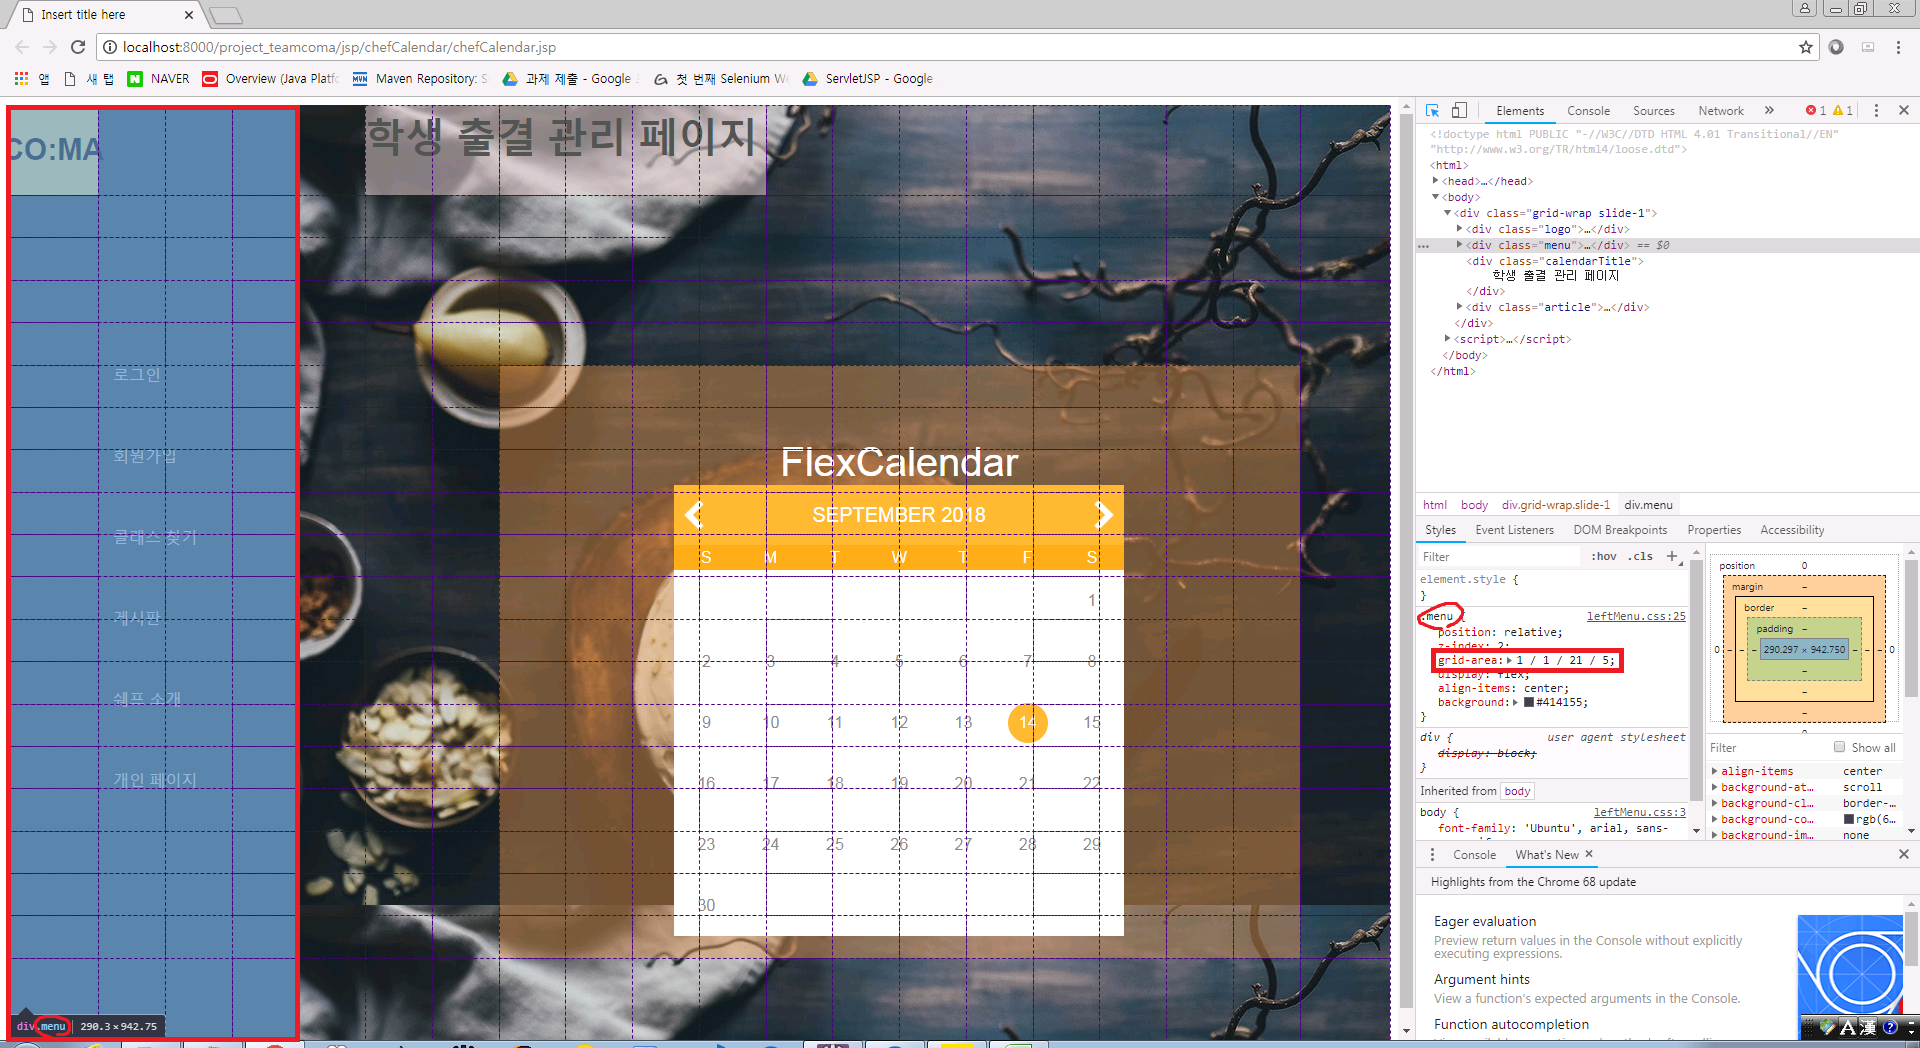 Insert title here
localhost:8000/project_teamcoma/jsp/chefCalendar/chefCalendar.jsp
앱 새 탭 NAVER Overview (Java Platfo Maven Repository: S 과제 제출 - Google 첫 번째 Selenium We ServletJSP - Google
CO:MA
학생 출결 관리 페이지
로그인
회원가입
클래스 찾기
게시판
쉐프 소개
개인 페이지
FlexCalendar
SEPTEMBER 2018
S M T W T F S
1
2 3 4 5 6 7 8
9 10 11 12 13 14 15
16 17 18 19 20 21 22
23 24 25 26 27 28 29
30
div.menu | 290.3 × 942.75
Elements Console Sources Network » 1 1
<!doctype html PUBLIC "-//W3C//DTD HTML 4.01 Transitional//EN"
"http://www.w3.org/TR/html4/loose.dtd">
<html>
<head>…</head>
<body>
<div class="grid-wrap slide-1">
<div class="logo">…</div>
<div class="menu">…</div> == $0
<div class="calendarTitle">
학생 출결 관리 페이지
</div>
<div class="article">…</div>
</div>
<script>…</script>
</body>
</html>
html body div.grid-wrap.slide-1 div.menu
Styles Event Listeners DOM Breakpoints Properties Accessibility
Filter :hov .cls +
element.style {
}
.menu { leftMenu.css:25
position: relative;
z-index: 2;
grid-area: 1 / 1 / 21 / 5;
display: flex;
align-items: center;
background: #414155;
}
div { user agent stylesheet
display: block;
}
Inherited from body
body { leftMenu.css:3
font-family: 'Ubuntu', arial, sans-
position 0
margin –
border –
padding –
0 – – – 290.297 × 942.750 – – – 0
–
–
–
Filter Show all
align-items center
background-at… scroll
background-cl… border-…
background-co… rgb(6…
background-im… none
Console What's New ×
Highlights from the Chrome 68 update
Eager evaluation
Preview return values in the Console without explicitly
executing expressions.
Argument hints
View a function's expected arguments in the Console.
Function autocompletion
A 漢 ?